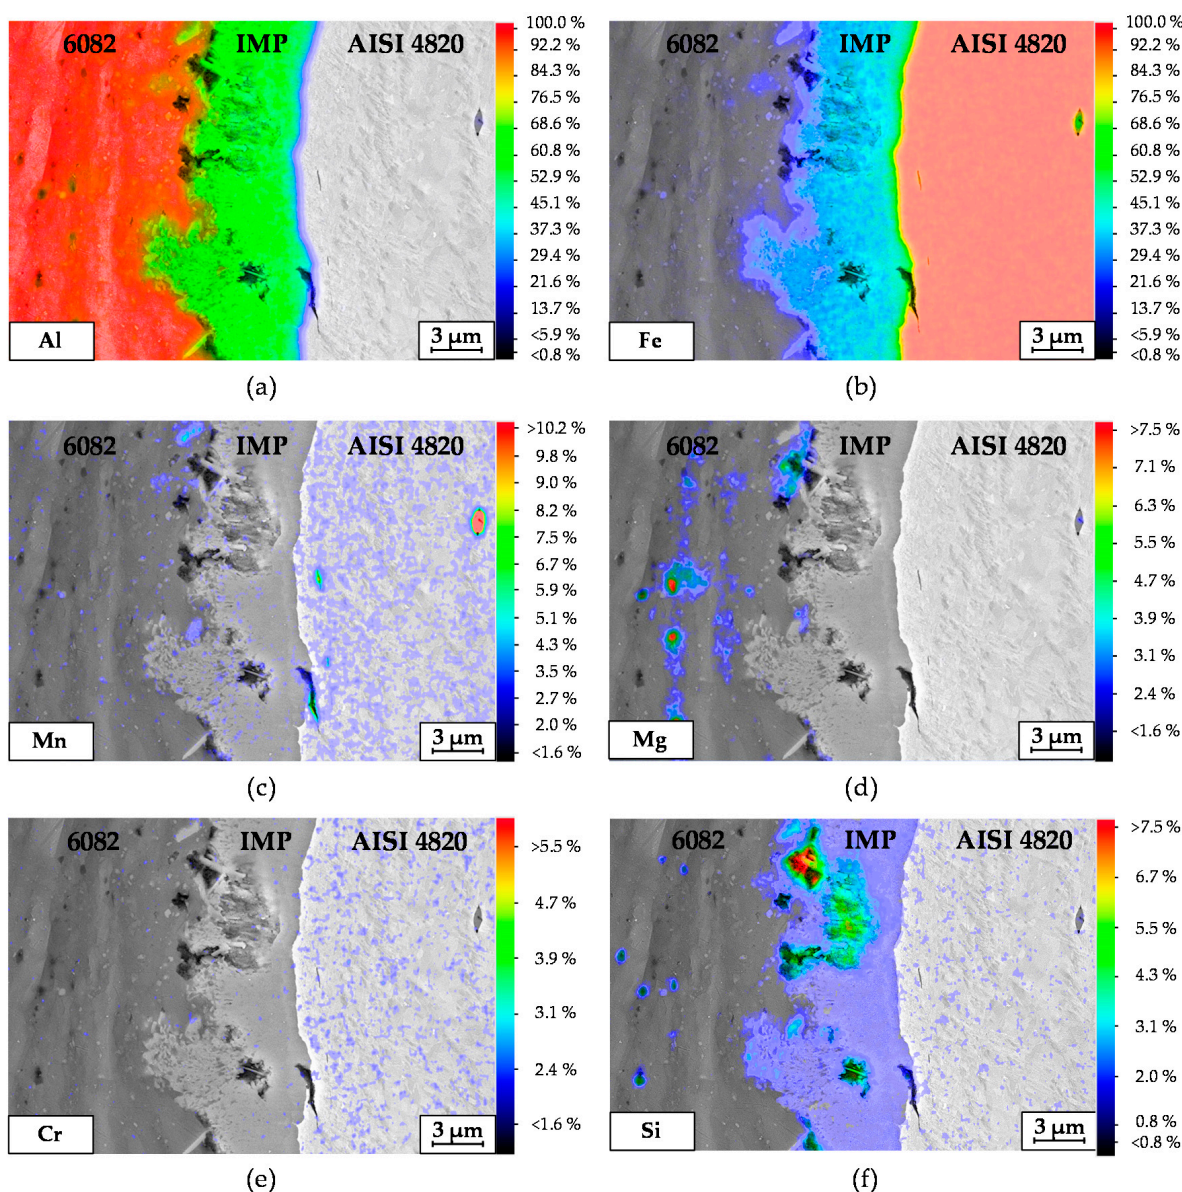 6082 IMP AISI 4820
100.0 %
92.2 %
84.3 %
76.5 %
68.6 %
60.8 %
52.9 %
45.1 %
37.3 %
29.4 %
21.6 %
13.7 %
<5.9 %
<0.8 %
Al
3 µm
(a)
6082 IMP AISI 4820
100.0 %
92.2 %
84.3 %
76.5 %
68.6 %
60.8 %
52.9 %
45.1 %
37.3 %
29.4 %
21.6 %
13.7 %
<5.9 %
<0.8 %
Fe
3 µm
(b)
6082 IMP AISI 4820
>10.2 %
9.8 %
9.0 %
8.2 %
7.5 %
6.7 %
5.9 %
5.1 %
4.3 %
3.5 %
2.7 %
2.0 %
<1.6 %
Mn
3 µm
(c)
6082 IMP AISI 4820
>7.5 %
7.1 %
6.3 %
5.5 %
4.7 %
3.9 %
3.1 %
2.4 %
<1.6 %
Mg
3 µm
(d)
6082 IMP AISI 4820
>5.5 %
4.7 %
3.9 %
3.1 %
2.4 %
<1.6 %
Cr
3 µm
(e)
6082 IMP AISI 4820
>7.5 %
6.7 %
5.5 %
4.3 %
3.1 %
2.0 %
0.8 %
<0.8 %
Si
3 µm
(f)